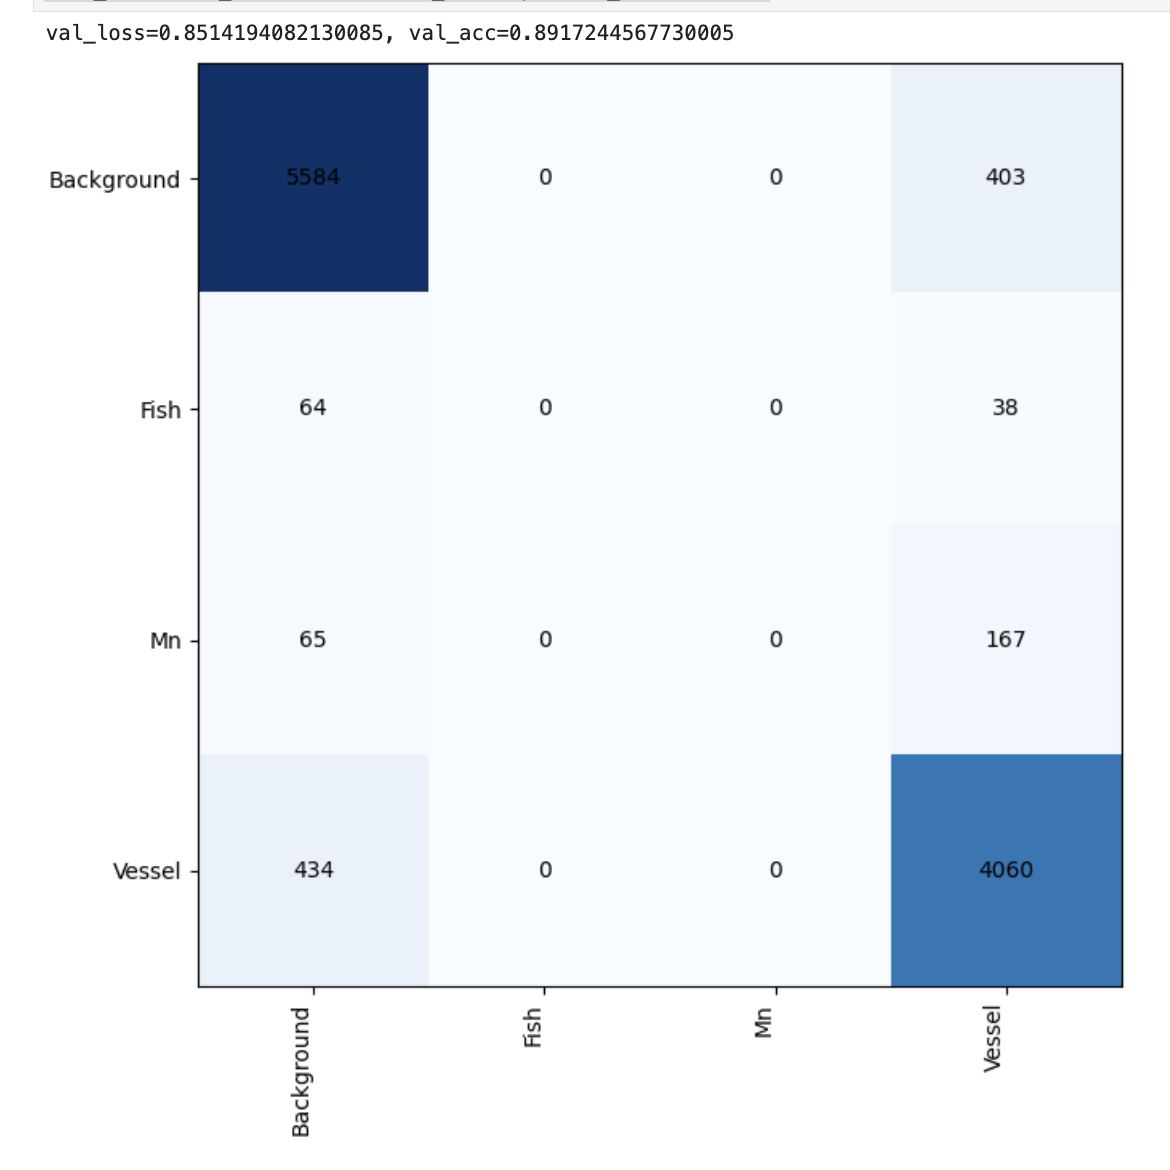 val_loss=0.8514194082130085, val_acc=0.8917244567730005
Background 5584 0 0 403
Fish 64 0 0 38
Mn 65 0 0 167
Vessel 434 0 0 4060
Background Fish Mn Vessel